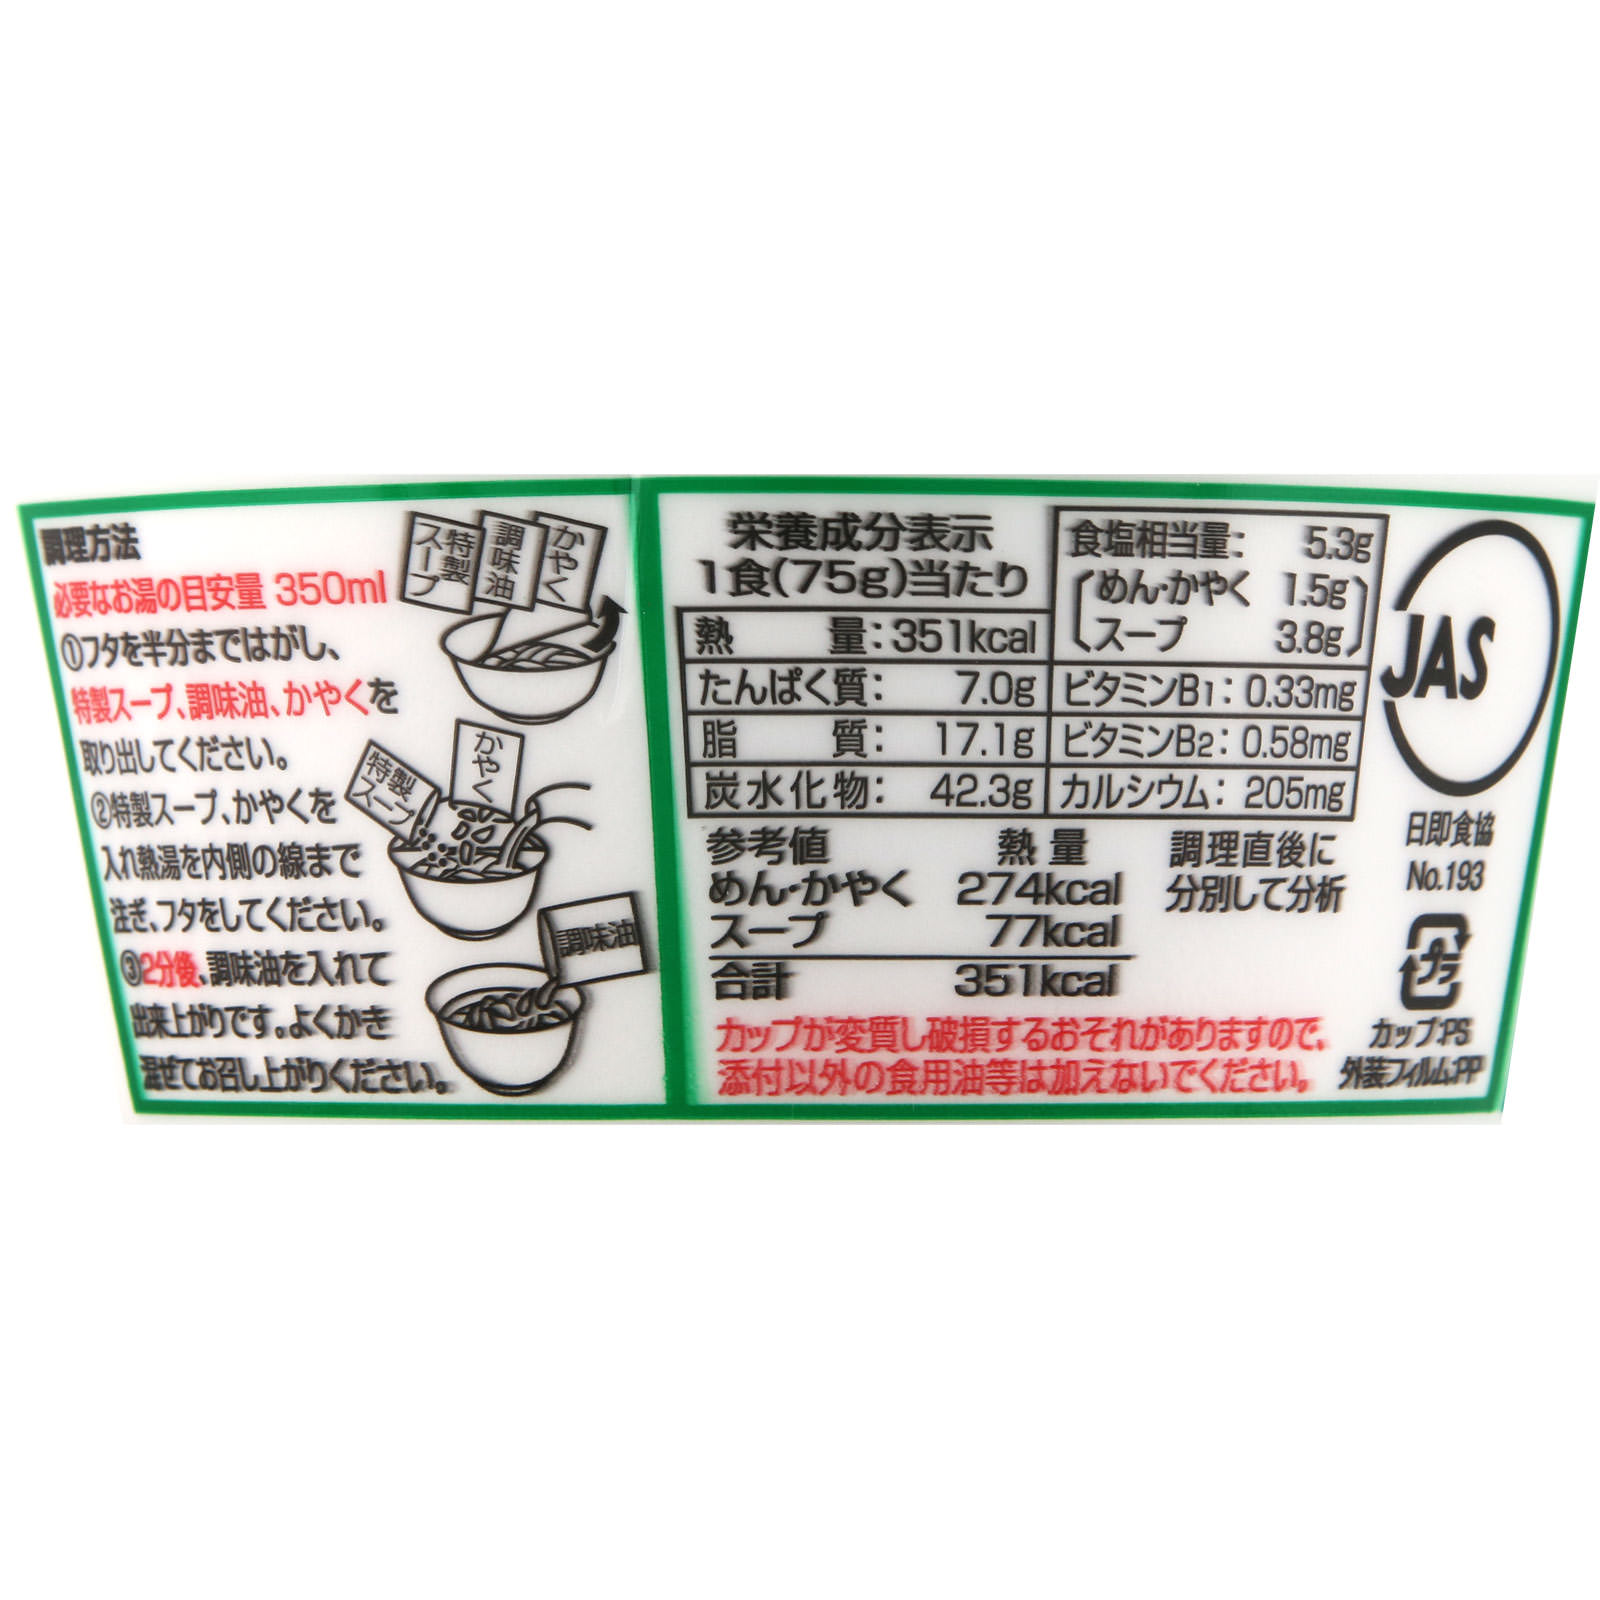 調理方法
必要なお湯の目安量 350ml
①フタを半分まではがし、
特製スープ、調味油、かやくを
取り出してください。
②特製スープ、かやくを
入れ熱湯を内側の線まで
注ぎ、フタをしてください。
③2分後、調味油を入れて
出来上がりです。よくかき
混ぜてお召し上がりください。
特製スープ
調味油
かやく
特製スープ
かやく
調味油
栄養成分表示
1食(75g)当たり
熱量:351kcal
たんぱく質: 7.0g
脂質: 17.1g
炭水化物: 42.3g
食塩相当量: 5.3g
めん・かやく 1.5g
スープ 3.8g
ビタミンB1: 0.33mg
ビタミンB2: 0.58mg
カルシウム: 205mg
参考値 熱量
めん・かやく 274kcal
スープ 77kcal
合計 351kcal
調理直後に
分別して分析
カップが変質し破損するおそれがありますので、
添付以外の食用油等は加えないでください。
JAS
日即食協
No.193
プラ
カップ:PS
外装フィルム:PP